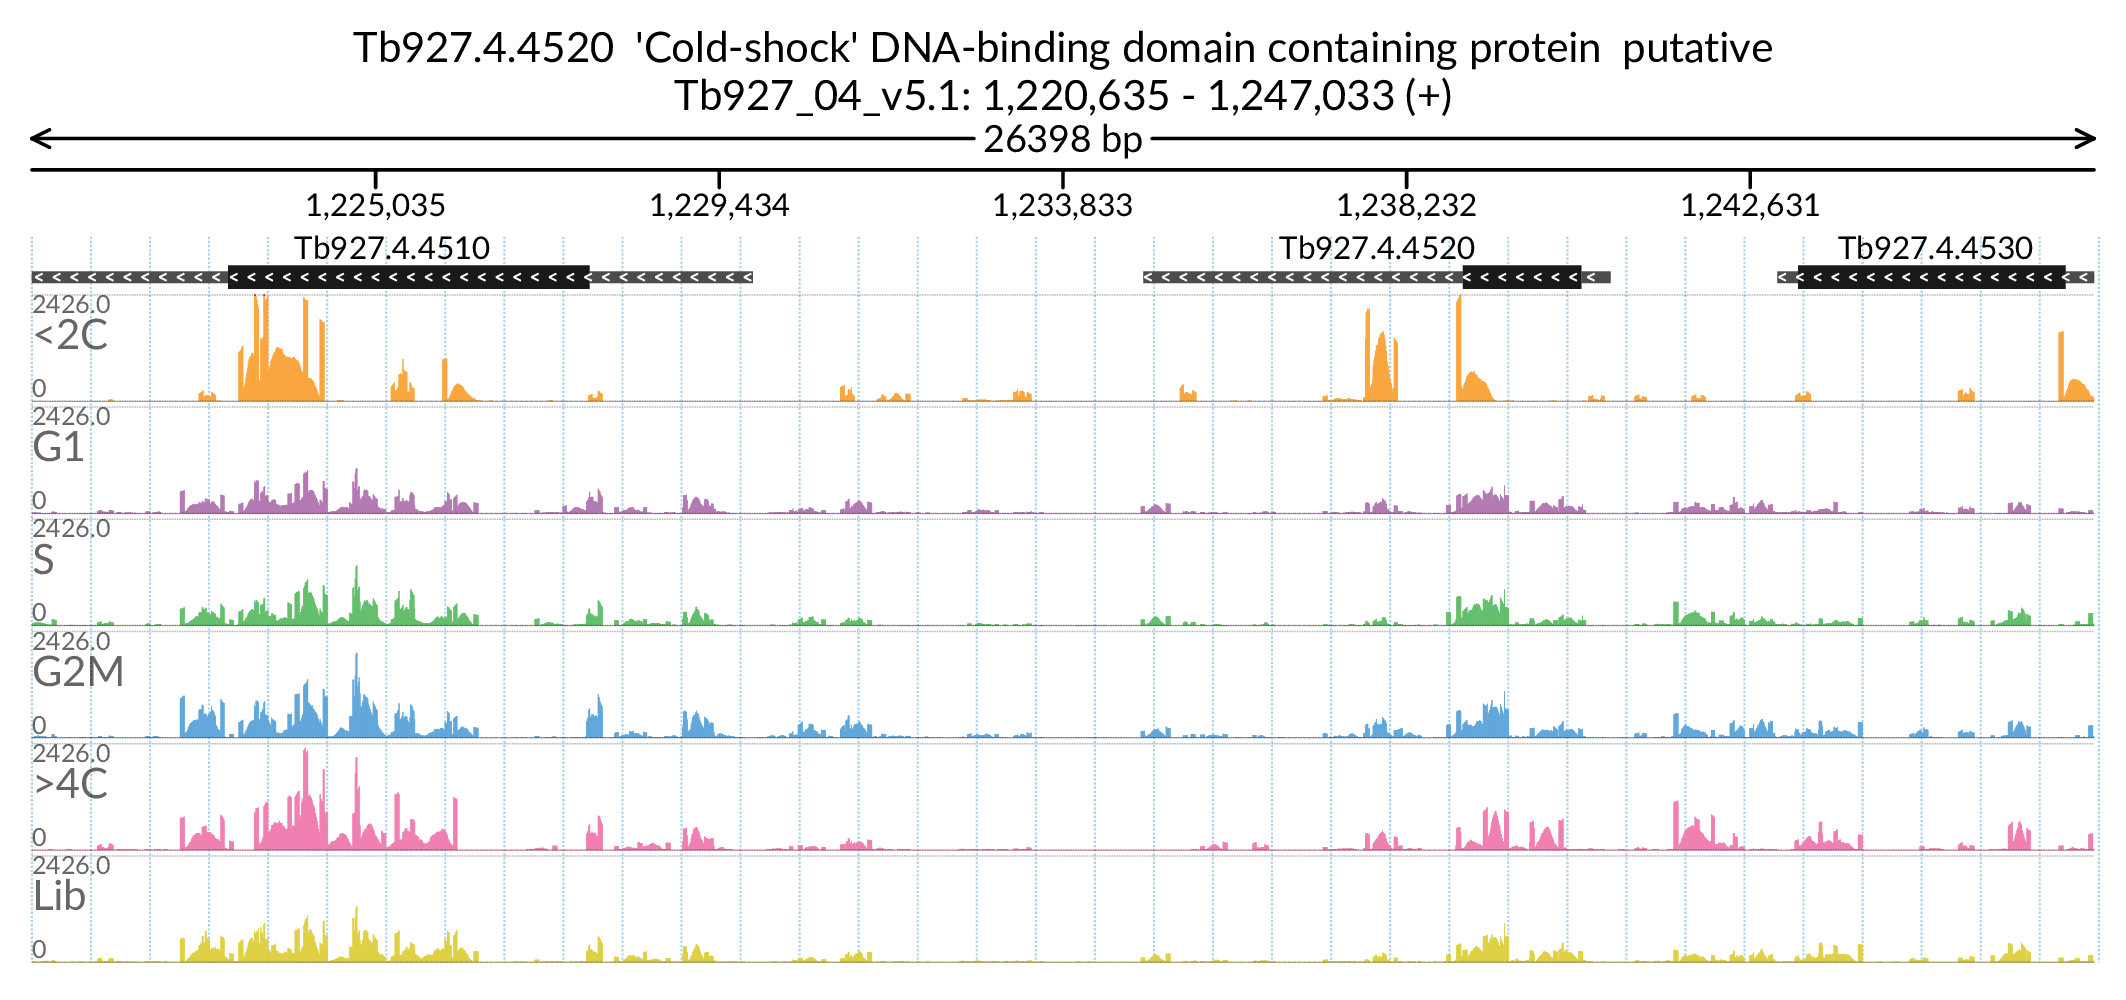 Tb927.4.4520  'Cold-shock' DNA-binding domain containing protein  putative
Tb927_04_v5.1: 1,220,635 - 1,247,033 (+)
26398 bp
1,225,035 1,229,434 1,233,833 1,238,232 1,242,631
Tb927.4.4510 Tb927.4.4520 Tb927.4.4530
2426.0
<2C
0
2426.0
G1
0
2426.0
S
0
2426.0
G2M
0
2426.0
>4C
0
2426.0
Lib
0